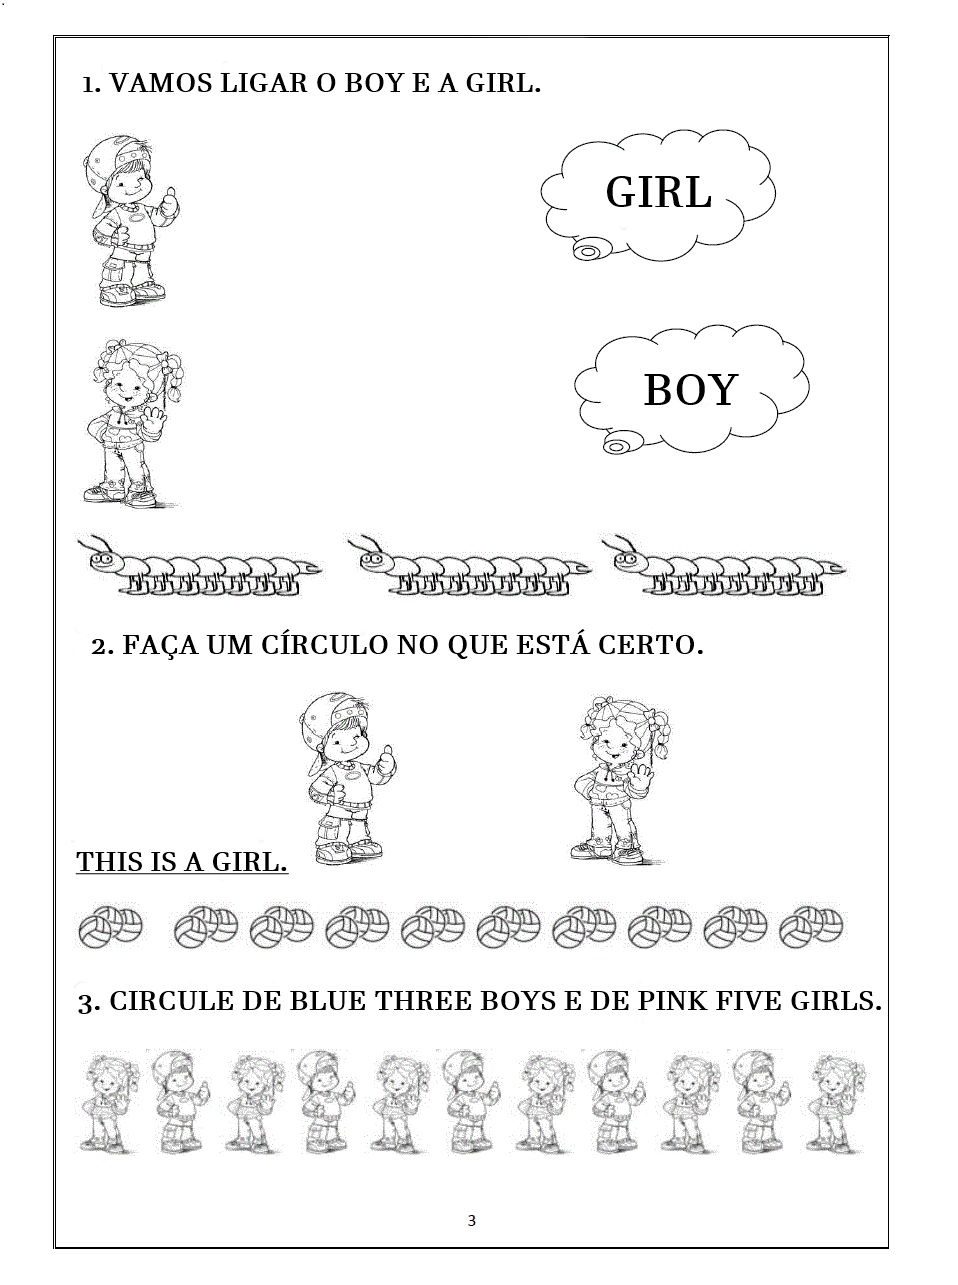 1. VAMOS LIGAR O BOY E A GIRL.
GIRL
BOY
2. FAÇA UM CÍRCULO NO QUE ESTÁ CERTO.
THIS IS A GIRL.
3. CIRCULE DE BLUE THREE BOYS E DE PINK FIVE GIRLS.
3